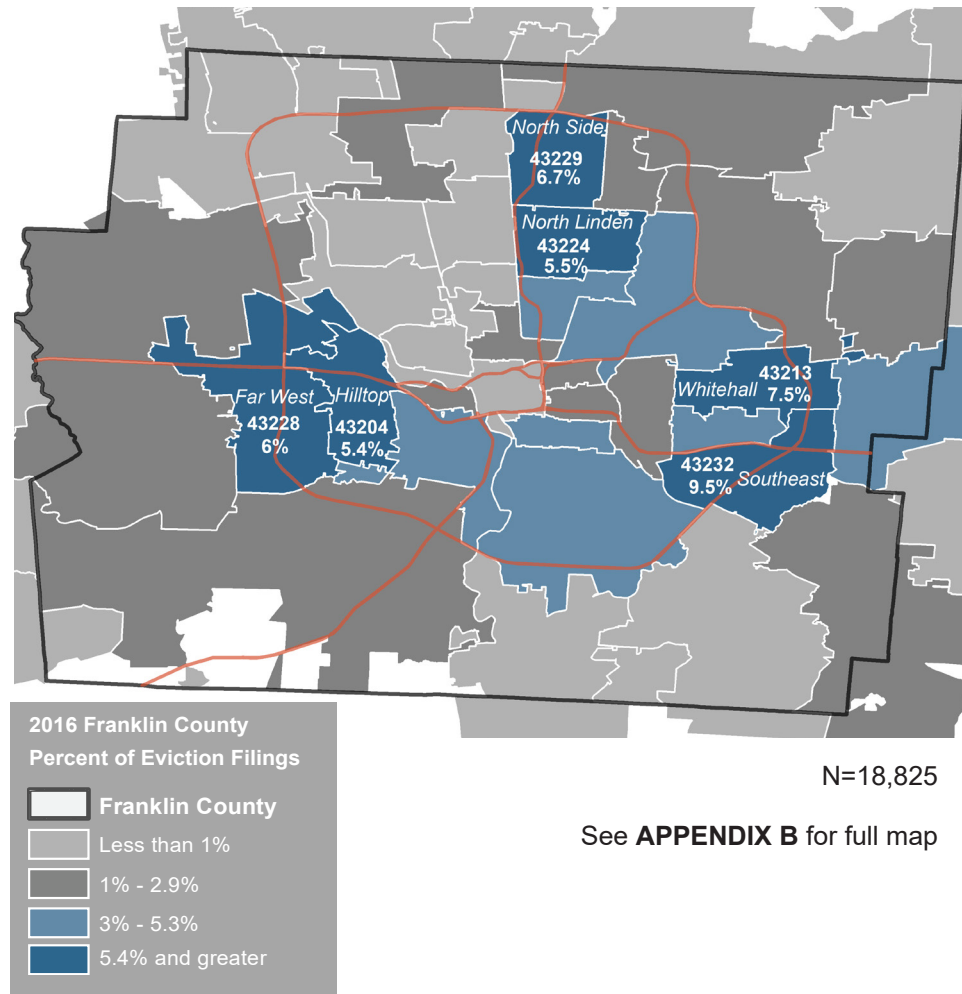 North Side
43229
6.7%
North Linden
43224
5.5%
43213
Whitehall
7.5%
Far West
Hilltop
43228
43204
6%
5.4%
43232
9.5%
Southeast
2016 Franklin County
Percent of Eviction Filings
Franklin County
Less than 1%
1% - 2.9%
3% - 5.3%
5.4% and greater
N=18,825
See APPENDIX B for full map